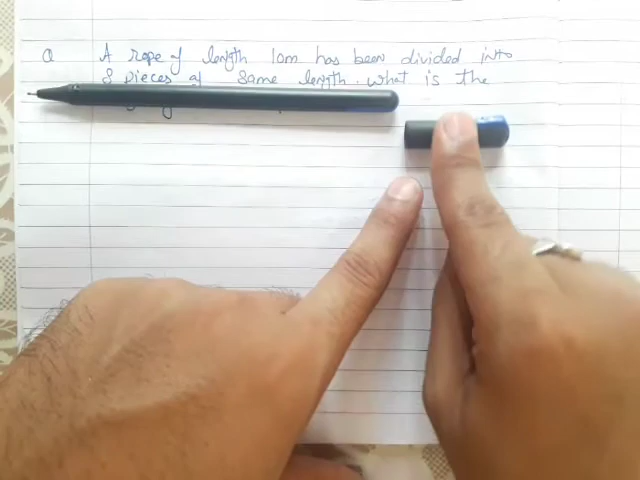 Q A rope of length 10m has been divided into
8 pieces of same length. what is the